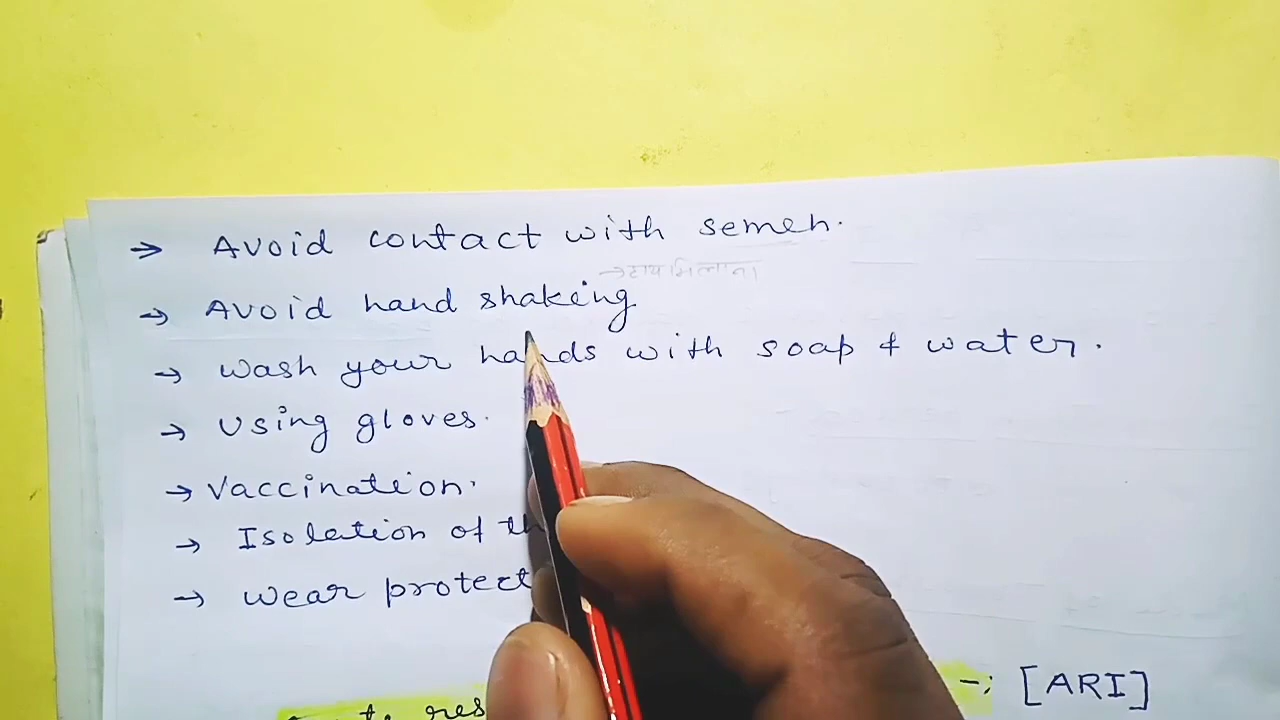 → Avoid contact with semen.
→ हाथ मिलाना
→ Avoid hand shaking
→ Wash your hands with soap & water.
→ Using gloves.
→ Vaccination.
→ Isolation of
→ Wear protect
-: [ARI]